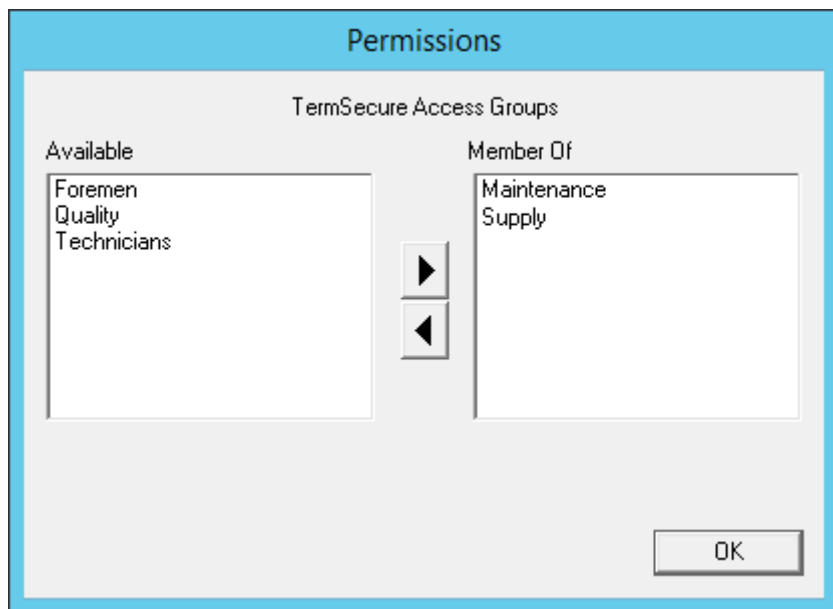 Permissions
TermSecure Access Groups
Available
Member Of
Foremen
Quality
Technicians
Maintenance
Supply
OK